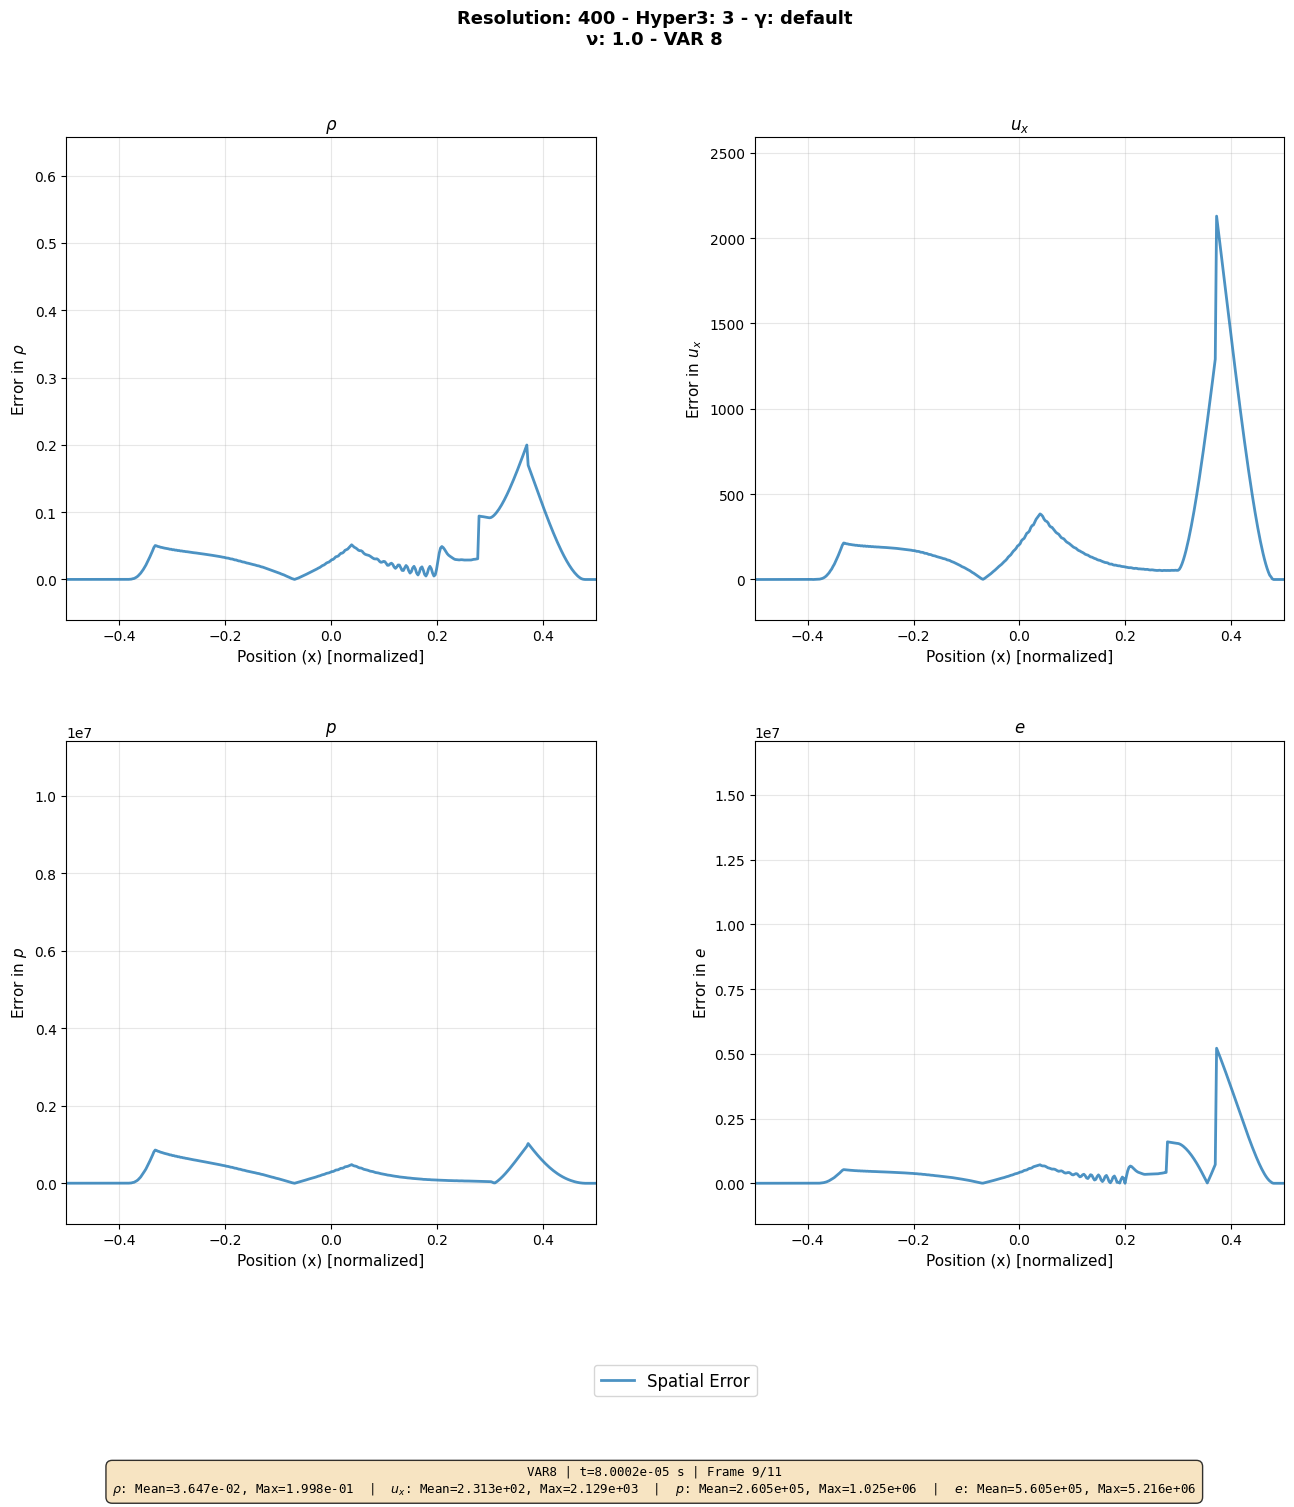 Resolution: 400 - Hyper3: 3 - γ: default
ν: 1.0 - VAR 8
ρ
Error in ρ
0.6
0.5
0.4
0.3
0.2
0.1
0.0
−0.4 −0.2 0.0 0.2 0.4
Position (x) [normalized]
u_x
Error in u_x
2500
2000
1500
1000
500
0
−0.4 −0.2 0.0 0.2 0.4
Position (x) [normalized]
p
1e7
Error in p
1.0
0.8
0.6
0.4
0.2
0.0
−0.4 −0.2 0.0 0.2 0.4
Position (x) [normalized]
e
1e7
Error in e
1.50
1.25
1.00
0.75
0.50
0.25
0.00
−0.4 −0.2 0.0 0.2 0.4
Position (x) [normalized]
Spatial Error
VAR8 | t=8.0002e-05 s | Frame 9/11
ρ: Mean=3.647e-02, Max=1.998e-01 | u_x: Mean=2.313e+02, Max=2.129e+03 | p: Mean=2.605e+05, Max=1.025e+06 | e: Mean=5.605e+05, Max=5.216e+06